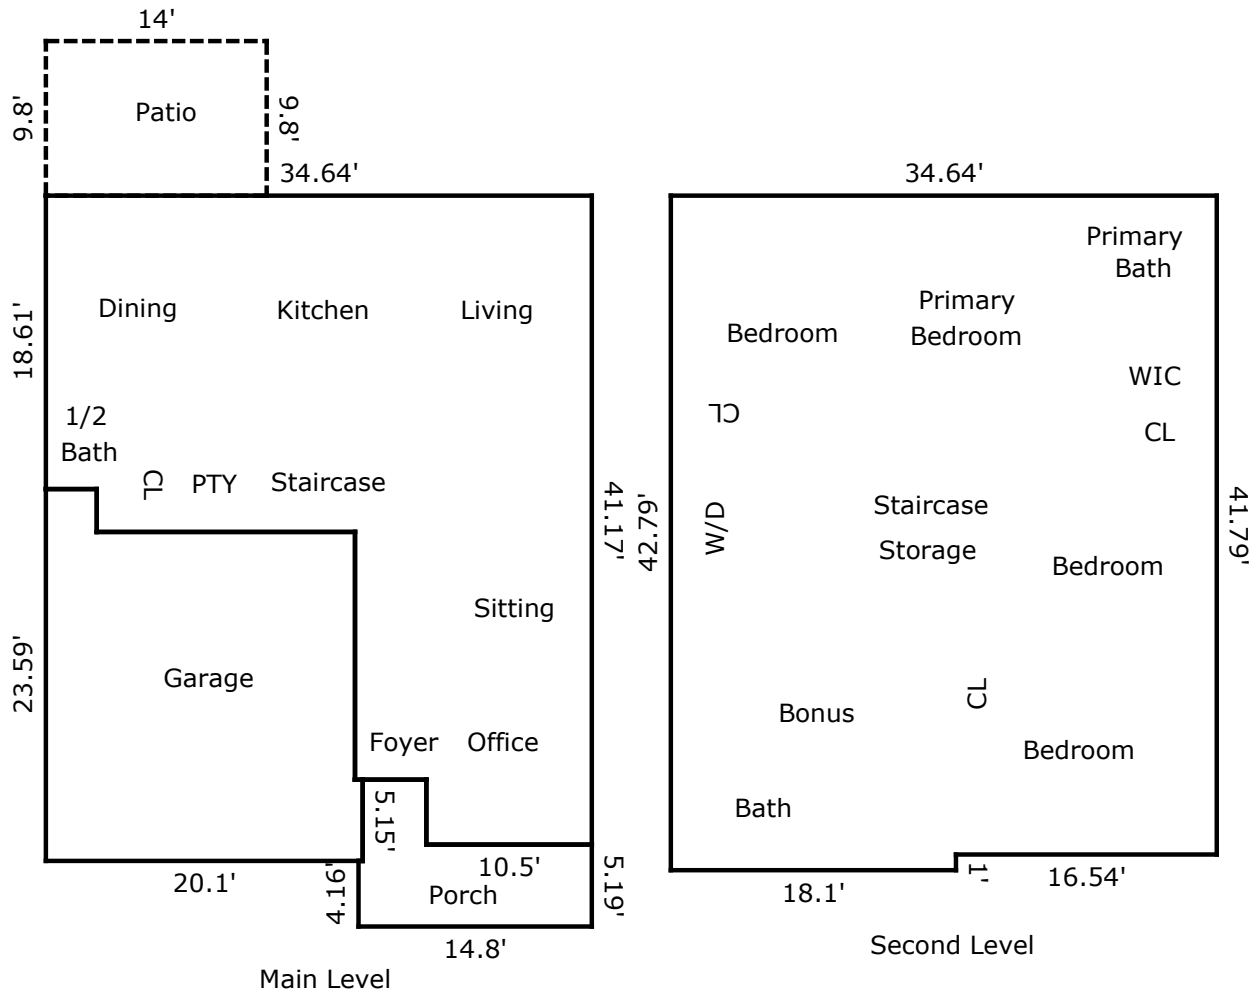 14'
9.8'
Patio
9.8'
34.64'
18.61'
Dining
Kitchen
Living
1/2
Bath
CL
PTY
Staircase
41.17'
Sitting
23.59'
Garage
Foyer
Office
5.15'
20.1'
4.16'
10.5'
5.19'
Porch
14.8'
Main Level
34.64'
Primary
Bath
Primary
Bedroom
Bedroom
WIC
CL
CL
42.79'
W/D
Staircase
Storage
41.79'
Bedroom
CL
Bonus
Bedroom
Bath
18.1'
1'
16.54'
Second Level